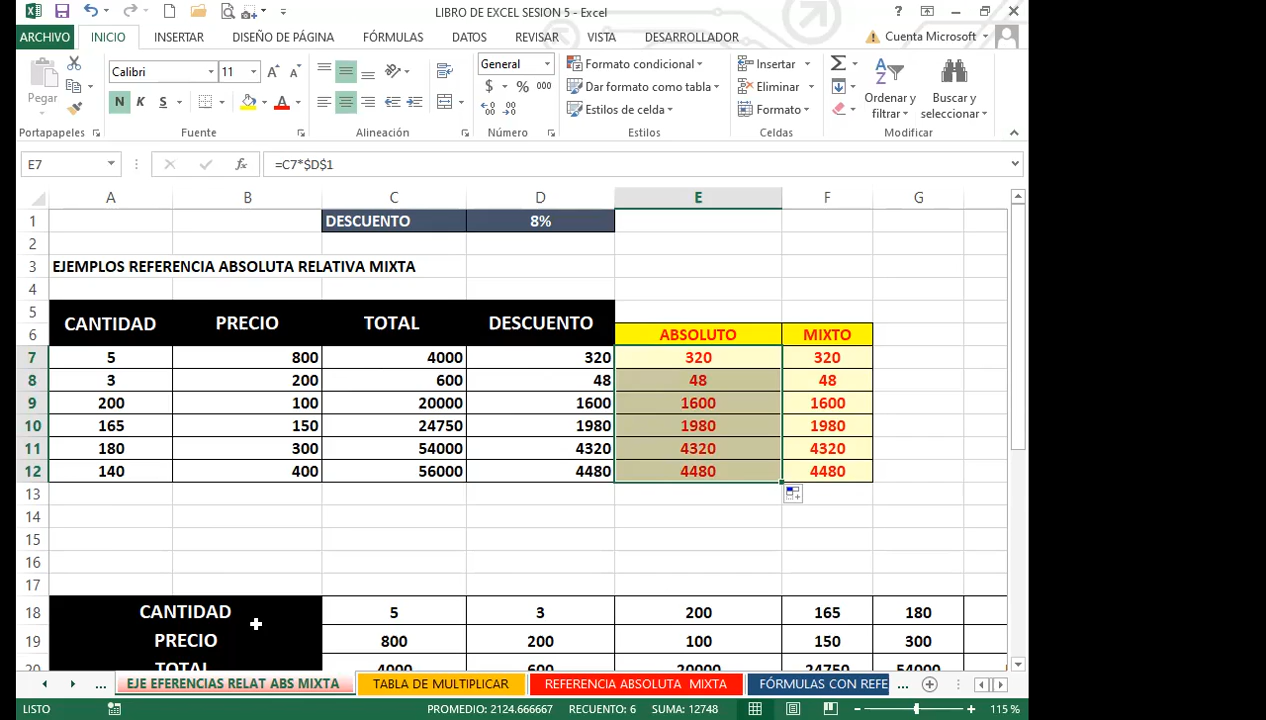 LIBRO DE EXCEL SESION 5 - Excel
ARCHIVO INICIO INSERTAR DISEÑO DE PÁGINA FÓRMULAS DATOS REVISAR VISTA DESARROLLADOR Cuenta Microsoft
Pegar
Calibri 11
N K S
General
$ % 000
Formato condicional
Dar formato como tabla
Estilos de celda
Insertar
Eliminar
Formato
Ordenar y filtrar
Buscar y seleccionar
Portapapeles Fuente Alineación Número Estilos Celdas Modificar
E7 =C7*$D$1
A B C D E F G
1 DESCUENTO 8%
2
3 EJEMPLOS REFERENCIA ABSOLUTA RELATIVA MIXTA
4
5
CANTIDAD PRECIO TOTAL DESCUENTO
6 ABSOLUTO MIXTO
7 5 800 4000 320 320 320
8 3 200 600 48 48 48
9 200 100 20000 1600 1600 1600
10 165 150 24750 1980 1980 1980
11 180 300 54000 4320 4320 4320
12 140 400 56000 4480 4480 4480
13
14
15
16
17
18 CANTIDAD 5 3 200 165 180
19 PRECIO 800 200 100 150 300
20 TOTAL 4000 600 20000 24750 54000
... EJE EFERENCIAS RELAT ABS MIXTA TABLA DE MULTIPLICAR REFERENCIA ABSOLUTA MIXTA FÓRMULAS CON REFE ...
LISTO PROMEDIO: 2124.666667 RECUENTO: 6 SUMA: 12748 115 %